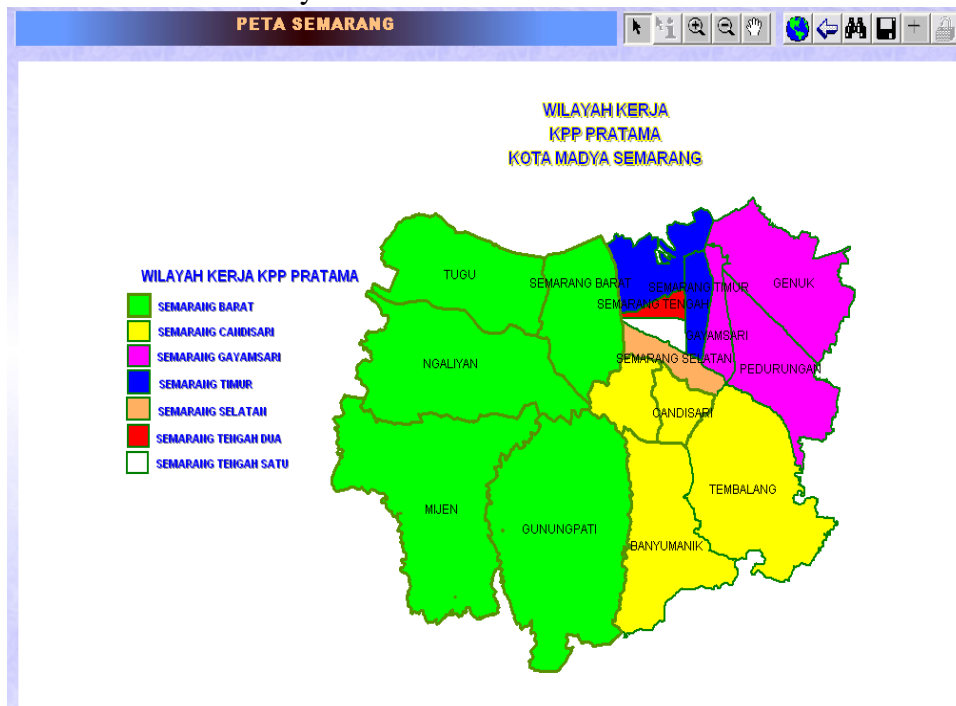 PETA SEMARANG
WILAYAH KERJA
KPP PRATAMA
KOTA MADYA SEMARANG
WILAYAH KERJA KPP PRATAMA
SEMARANG BARAT
SEMARANG CANDISARI
SEMARANG GAYAMSARI
SEMARANG TIMUR
SEMARANG SELATAN
SEMARANG TENGAH DUA
SEMARANG TENGAH SATU
TUGU
SEMARANG BARAT
SEMARANG TIMUR
GENUK
SEMARANG TENGAH
GAYAMSARI
NGALIYAN
SEMARANG SELATAN
PEDURUNGAN
CANDISARI
TEMBALANG
MIJEN
GUNUNGPATI
BANYUMANIK